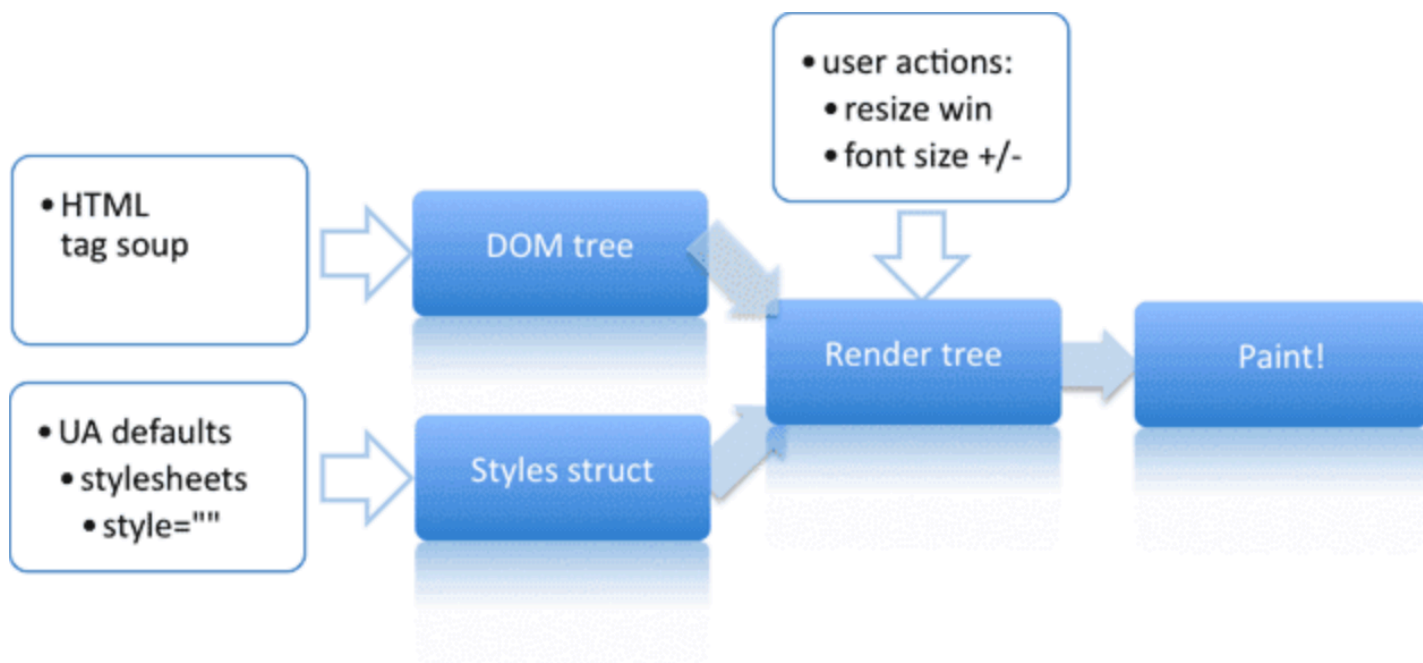 • user actions:
• resize win
• font size +/-
• HTML
tag soup
DOM tree
Render tree
Paint!
• UA defaults
• stylesheets
• style=""
Styles struct